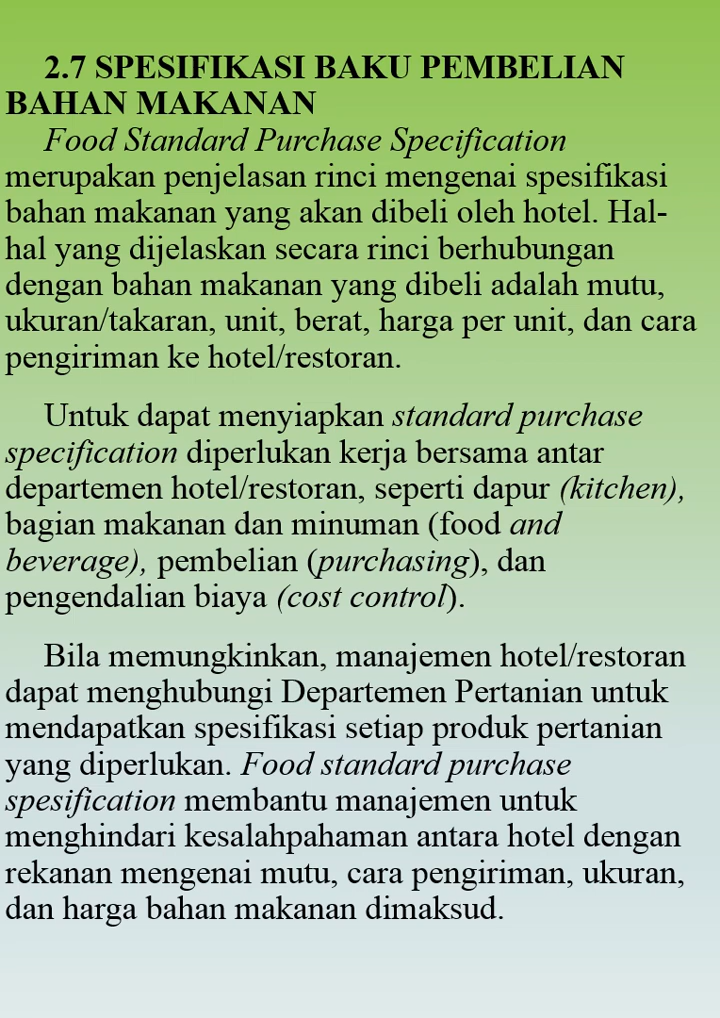 2.7 SPESIFIKASI BAKU PEMBELIAN
BAHAN MAKANAN
Food Standard Purchase Specification
merupakan penjelasan rinci mengenai spesifikasi
bahan makanan yang akan dibeli oleh hotel. Hal-
hal yang dijelaskan secara rinci berhubungan
dengan bahan makanan yang dibeli adalah mutu,
ukuran/takaran, unit, berat, harga per unit, dan cara
pengiriman ke hotel/restoran.
Untuk dapat menyiapkan standard purchase
specification diperlukan kerja bersama antar
departemen hotel/restoran, seperti dapur (kitchen),
bagian makanan dan minuman (food and
beverage), pembelian (purchasing), dan
pengendalian biaya (cost control).
Bila memungkinkan, manajemen hotel/restoran
dapat menghubungi Departemen Pertanian untuk
mendapatkan spesifikasi setiap produk pertanian
yang diperlukan. Food standard purchase
spesification membantu manajemen untuk
menghindari kesalahpahaman antara hotel dengan
rekanan mengenai mutu, cara pengiriman, ukuran,
dan harga bahan makanan dimaksud.